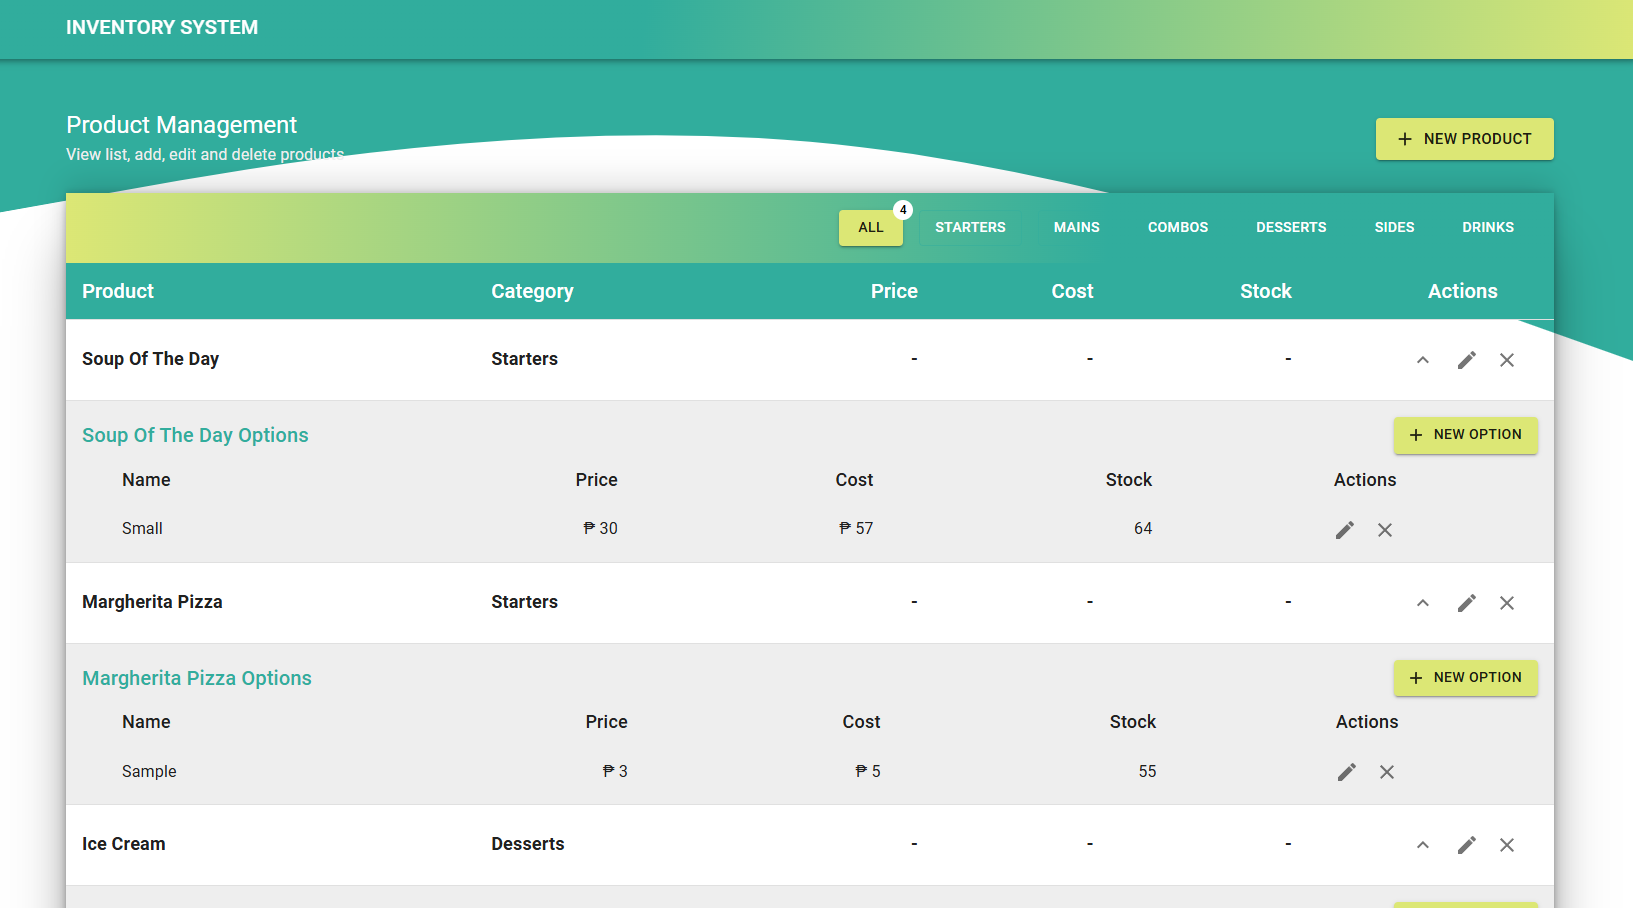 INVENTORY SYSTEM
Product Management
View list, add, edit and delete products
+ NEW PRODUCT
ALL 4 STARTERS MAINS COMBOS DESSERTS SIDES DRINKS
Product Category Price Cost Stock Actions
Soup Of The Day Starters - - -
Soup Of The Day Options + NEW OPTION
Name Price Cost Stock Actions
Small ₱ 30 ₱ 57 64
Margherita Pizza Starters - - -
Margherita Pizza Options + NEW OPTION
Name Price Cost Stock Actions
Sample ₱ 3 ₱ 5 55
Ice Cream Desserts - - -